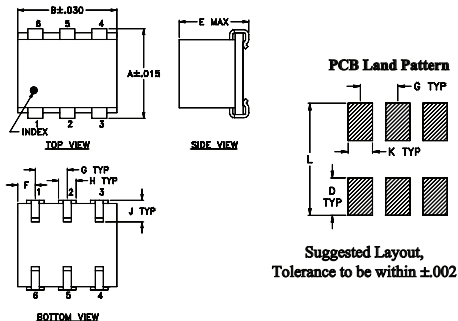 B±.030
6 5 4
A±.015
INDEX
1 2 3
TOP VIEW
E MAX
SIDE VIEW
PCB Land Pattern
G TYP
K TYP
L
D TYP
Suggested Layout,
Tolerance to be within ±.002
G TYP
H TYP
F
1 2 3
J TYP
6 5 4
BOTTOM VIEW